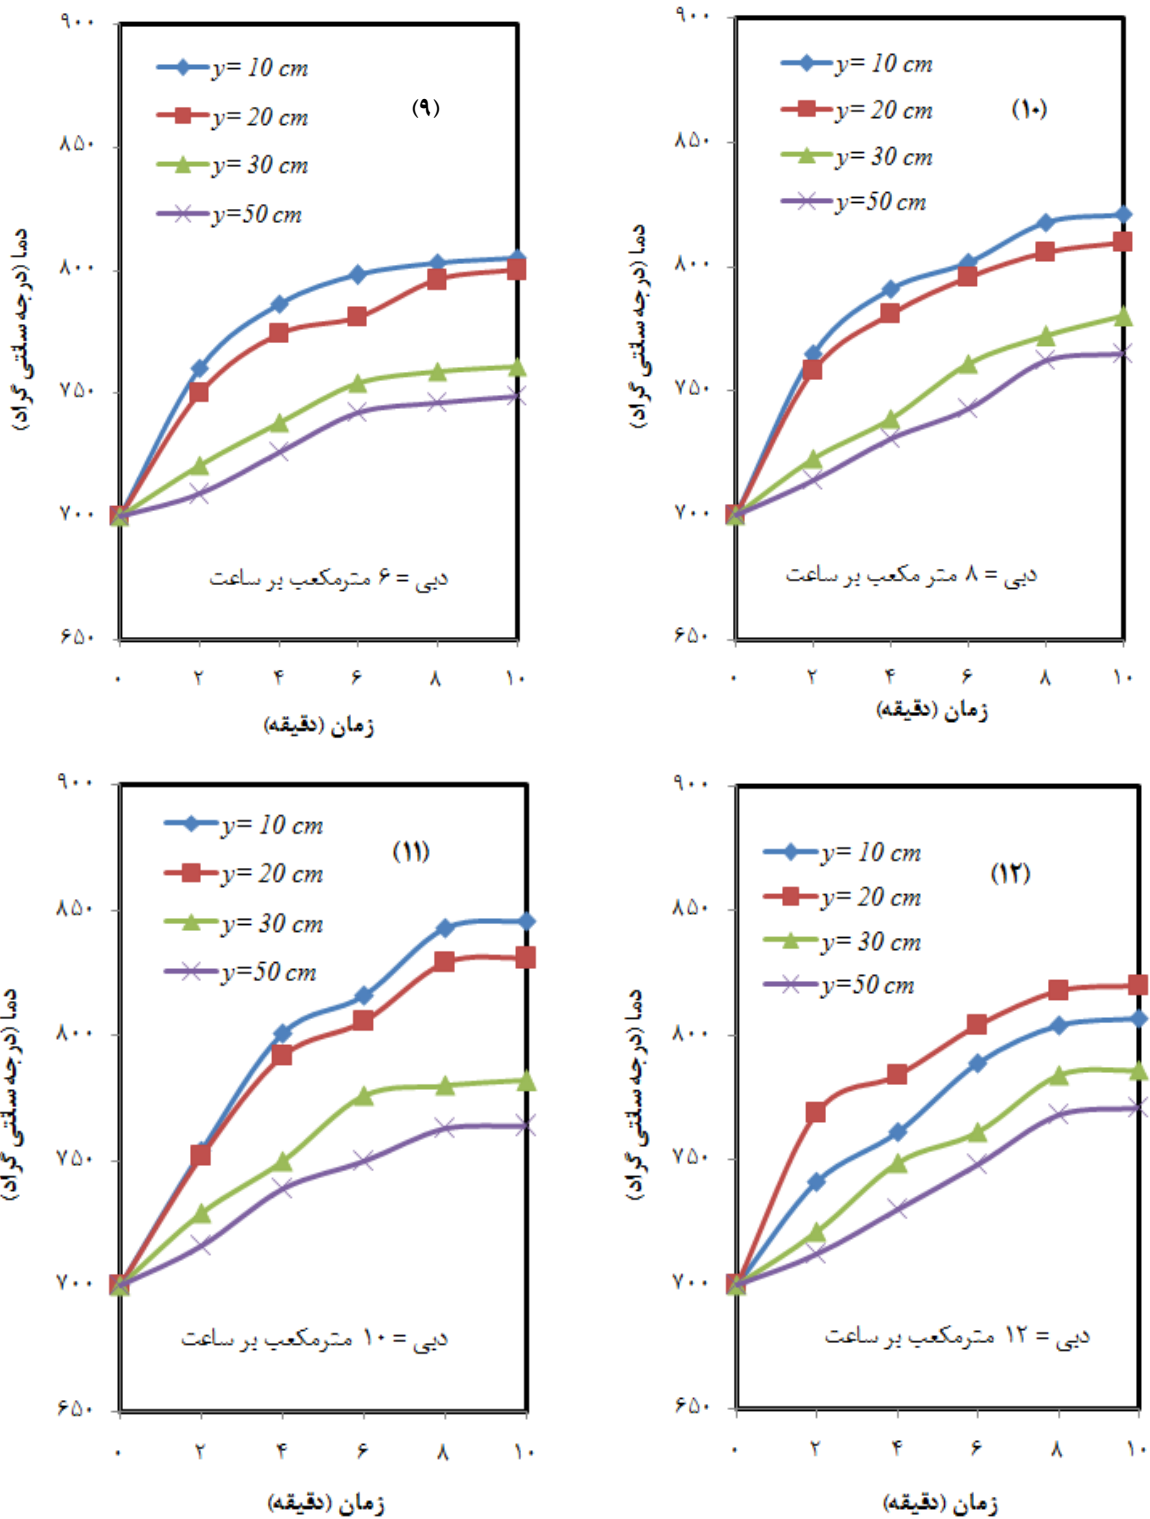 ۹۰۰
۸۵۰
۸۰۰
۷۵۰
۷۰۰
۶۵۰
دما (درجه سانتی گراد)
y= 10 cm
y= 20 cm
y= 30 cm
y=50 cm
(۹)
دبی = ۶ مترمکعب بر ساعت
۰ ۲ ۴ ۶ ۸ ۱۰
زمان (دقیقه)
۹۰۰
۸۵۰
۸۰۰
۷۵۰
۷۰۰
۶۵۰
دما (درجه سانتی گراد)
y= 10 cm
y= 20 cm
y= 30 cm
y=50 cm
(۱۰)
دبی = ۸ متر مکعب بر ساعت
۰ ۲ ۴ ۶ ۸ ۱۰
زمان (دقیقه)
۹۰۰
۸۵۰
۸۰۰
۷۵۰
۷۰۰
۶۵۰
دما (درجه سانتی گراد)
y= 10 cm
y= 20 cm
y= 30 cm
y=50 cm
(۱۱)
دبی = ۱۰ مترمکعب بر ساعت
۰ ۲ ۴ ۶ ۸ ۱۰
زمان (دقیقه)
۹۰۰
۸۵۰
۸۰۰
۷۵۰
۷۰۰
۶۵۰
دما (درجه سانتی گراد)
y= 10 cm
y= 20 cm
y= 30 cm
y=50 cm
(۱۲)
دبی = ۱۲ مترمکعب بر ساعت
۰ ۲ ۴ ۶ ۸ ۱۰
زمان (دقیقه)